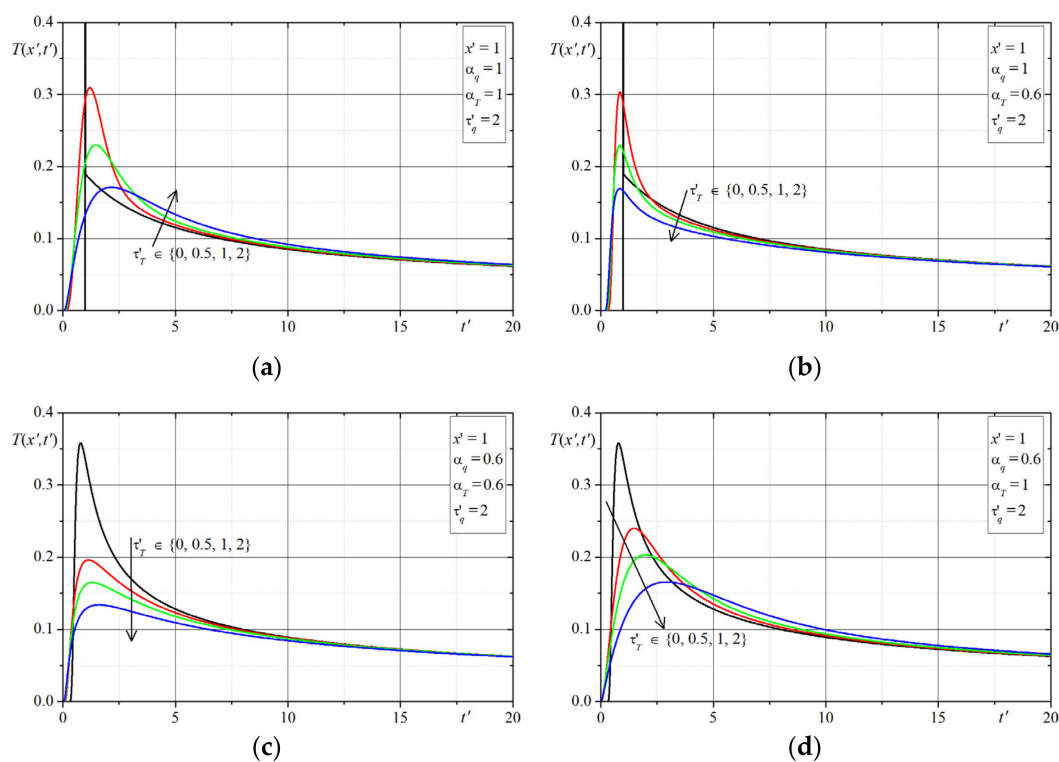 0.4
T(x',t')
0.3
0.2
0.1
0.0
x' = 1
α_q = 1
α_T = 1
τ'_q = 2
τ'_T ∈ {0, 0.5, 1, 2}
0 5 10 15 20
t'
(a)
0.4
T(x',t')
0.3
0.2
0.1
0.0
x' = 1
α_q = 1
α_T = 0.6
τ'_q = 2
τ'_T ∈ {0, 0.5, 1, 2}
0 5 10 15 20
t'
(b)
0.4
T(x',t')
0.3
0.2
0.1
0.0
x' = 1
α_q = 0.6
α_T = 0.6
τ'_q = 2
τ'_T ∈ {0, 0.5, 1, 2}
0 5 10 15 20
t'
(c)
0.4
T(x',t')
0.3
0.2
0.1
0.0
x' = 1
α_q = 0.6
α_T = 1
τ'_q = 2
τ'_T ∈ {0, 0.5, 1, 2}
0 5 10 15 20
t'
(d)